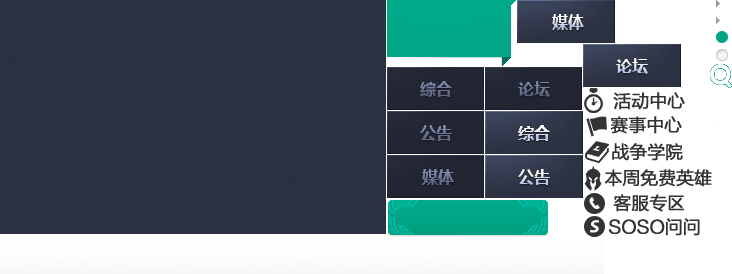 媒体
论坛
综合 论坛
公告 综合
媒体 公告
活动中心
赛事中心
战争学院
本周免费英雄
客服专区
SOSO问问